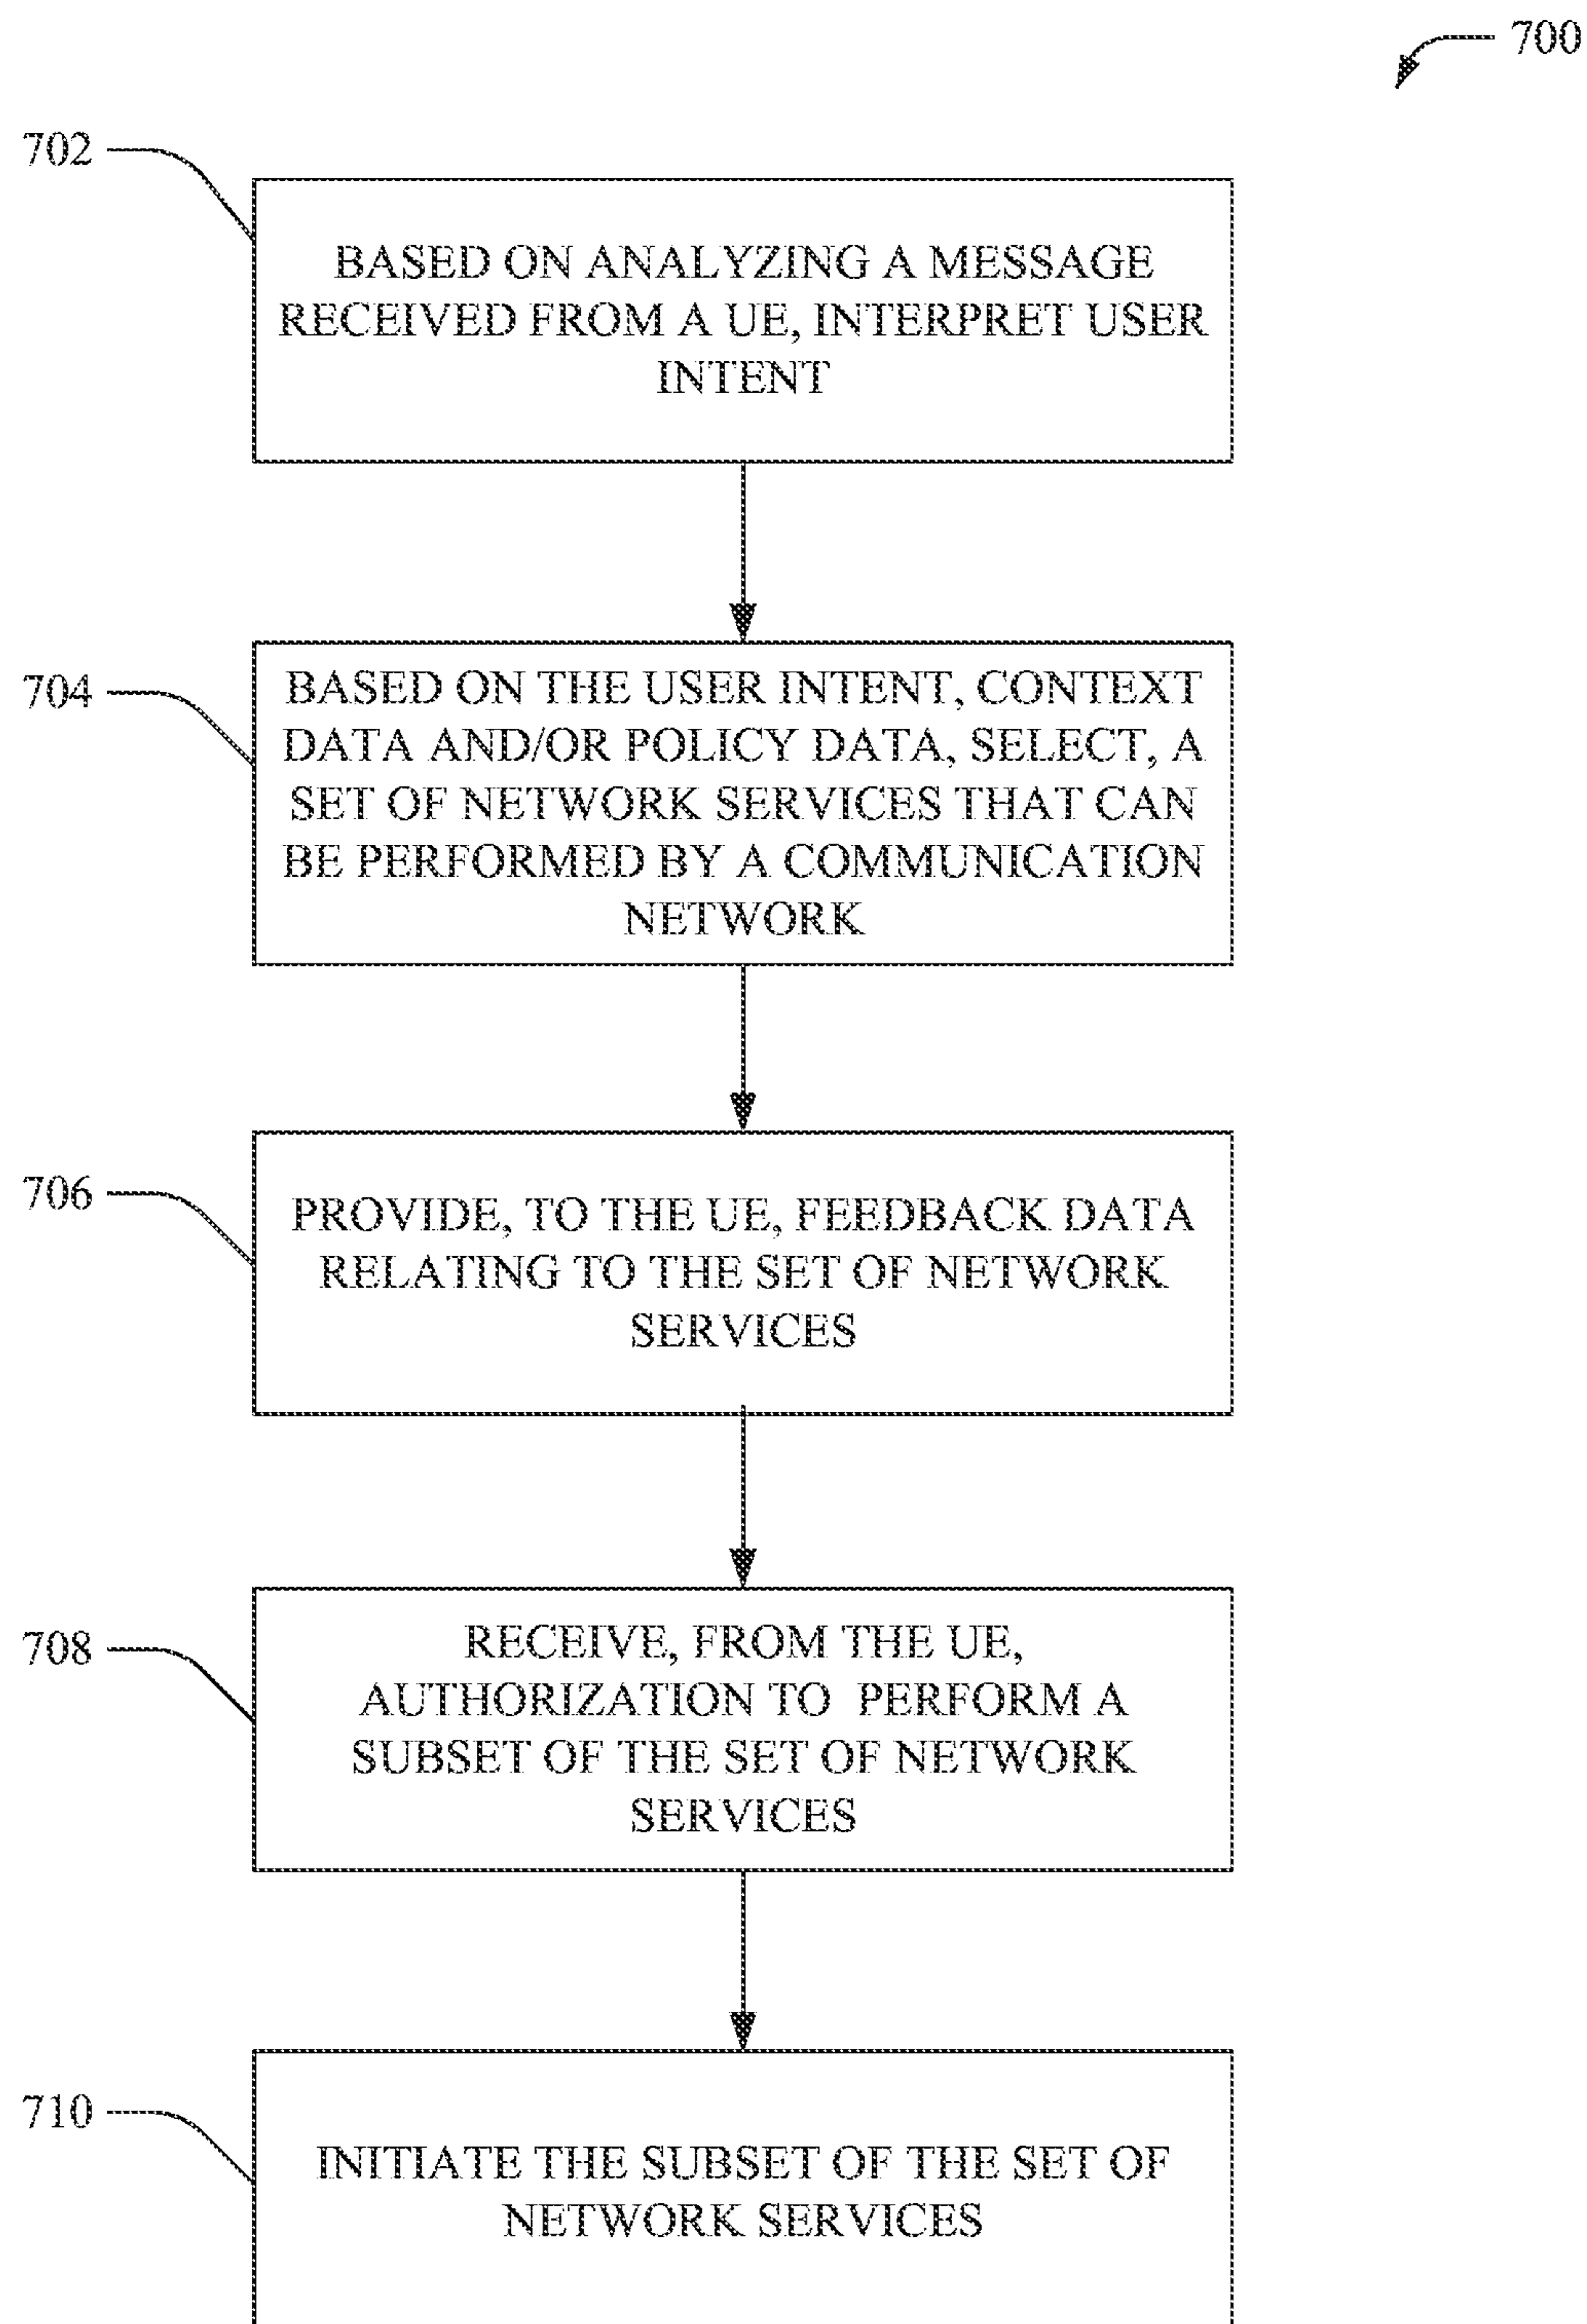 700
702
BASED ON ANALYZING A MESSAGE
RECEIVED FROM A UE, INTERPRET USER
INTENT
704
BASED ON THE USER INTENT, CONTEXT
DATA AND/OR POLICY DATA, SELECT, A
SET OF NETWORK SERVICES THAT CAN
BE PERFORMED BY A COMMUNICATION
NETWORK
706
PROVIDE, TO THE UE, FEEDBACK DATA
RELATING TO THE SET OF NETWORK
SERVICES
708
RECEIVE, FROM THE UE,
AUTHORIZATION TO PERFORM A
SUBSET OF THE SET OF NETWORK
SERVICES
710
INITIATE THE SUBSET OF THE SET OF
NETWORK SERVICES